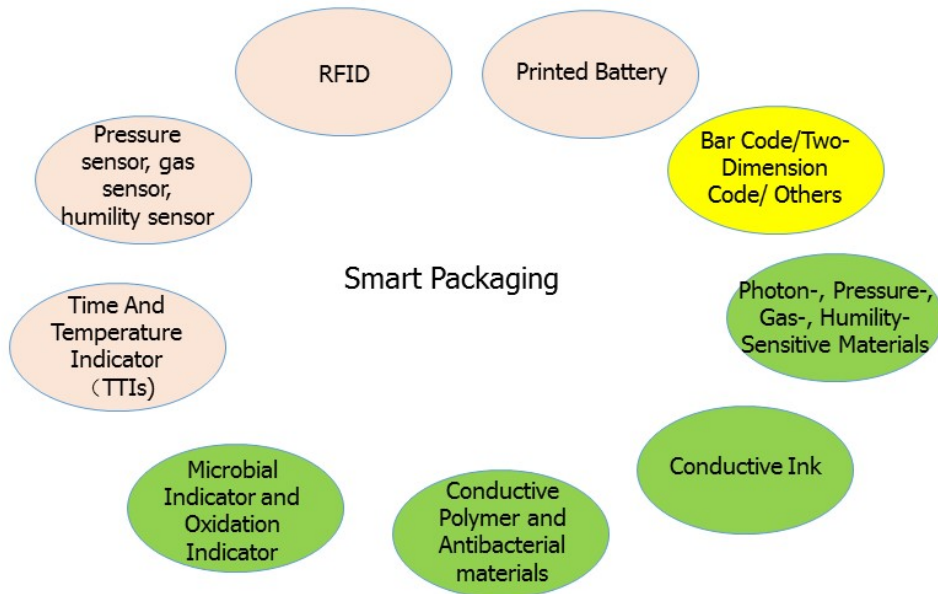 RFID
Printed Battery
Pressure
sensor, gas
sensor,
humility sensor
Bar Code/Two-
Dimension
Code/ Others
Smart Packaging
Time And
Temperature
Indicator
（TTIs)
Photon-, Pressure-,
Gas-, Humility-
Sensitive Materials
Microbial
Indicator and
Oxidation
Indicator
Conductive
Polymer and
Antibacterial
materials
Conductive Ink